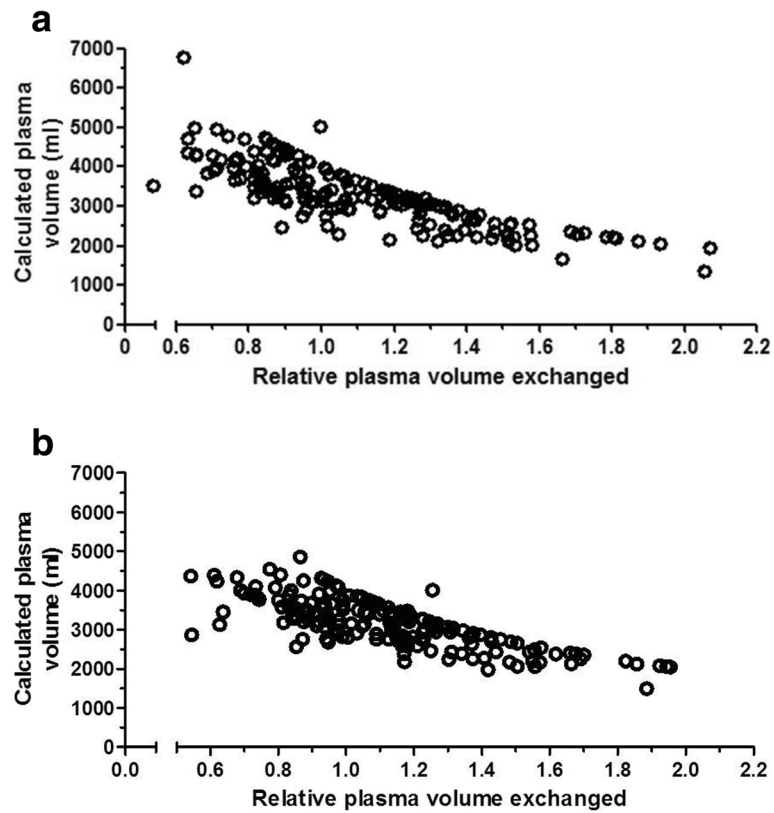 a
7000
6000
5000
4000
3000
2000
1000
0
Calculated plasma
volume (ml)
0 0.6 0.8 1.0 1.2 1.4 1.6 1.8 2.0 2.2
Relative plasma volume exchanged
b
7000
6000
5000
4000
3000
2000
1000
0
Calculated plasma
volume (ml)
0.0 0.6 0.8 1.0 1.2 1.4 1.6 1.8 2.0 2.2
Relative plasma volume exchanged